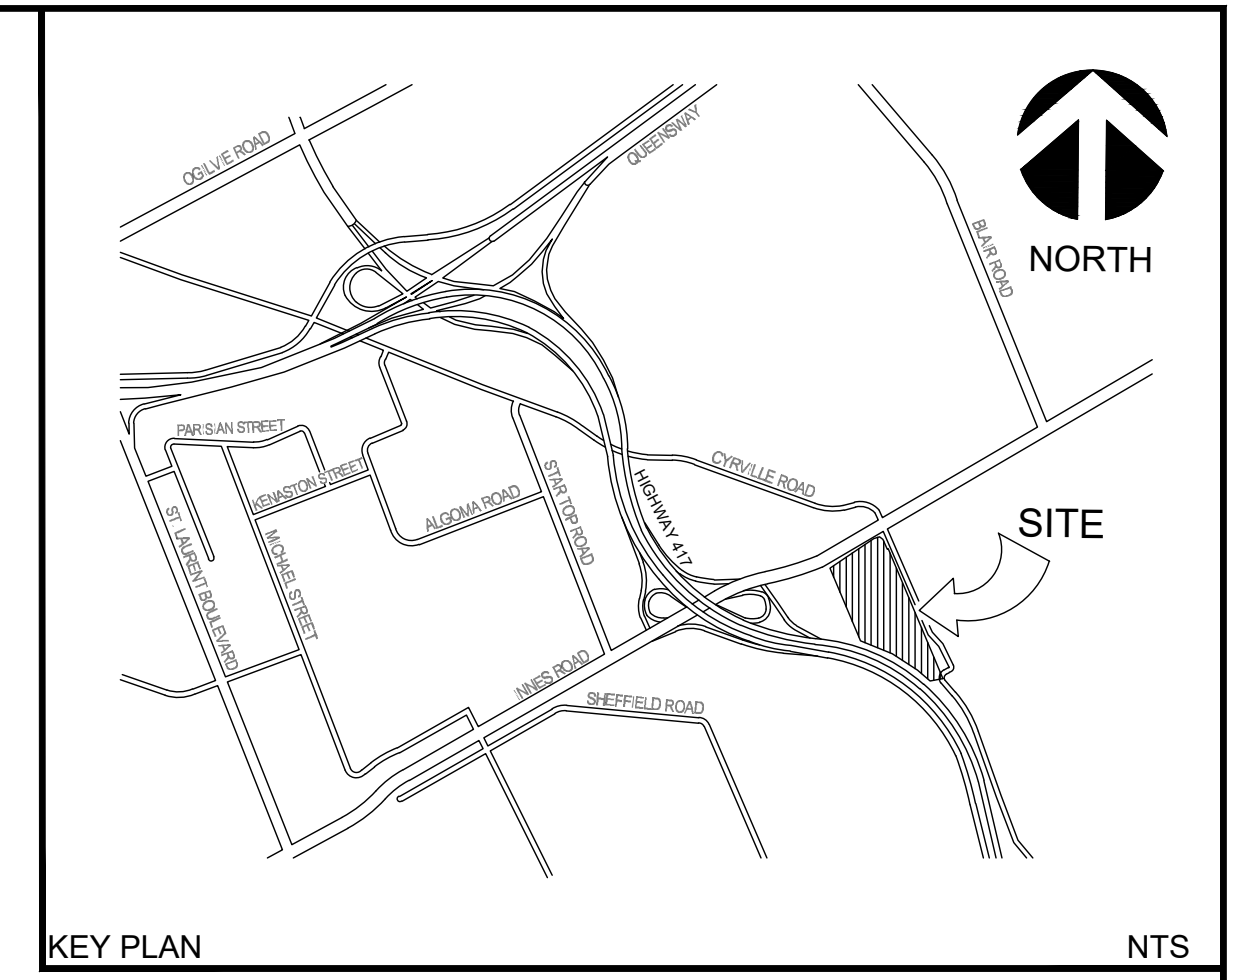 OGILVIE ROAD
QUEENSWAY
BLAIR ROAD
NORTH
PARISIAN STREET
KENASTON STREET
ALGOMA ROAD
STAR TOP ROAD
HIGHWAY 417
CYRVILLE ROAD
SITE
ST. LAURENT BOULEVARD
MICHAEL STREET
INNES ROAD
SHEFFIELD ROAD
KEY PLAN
NTS